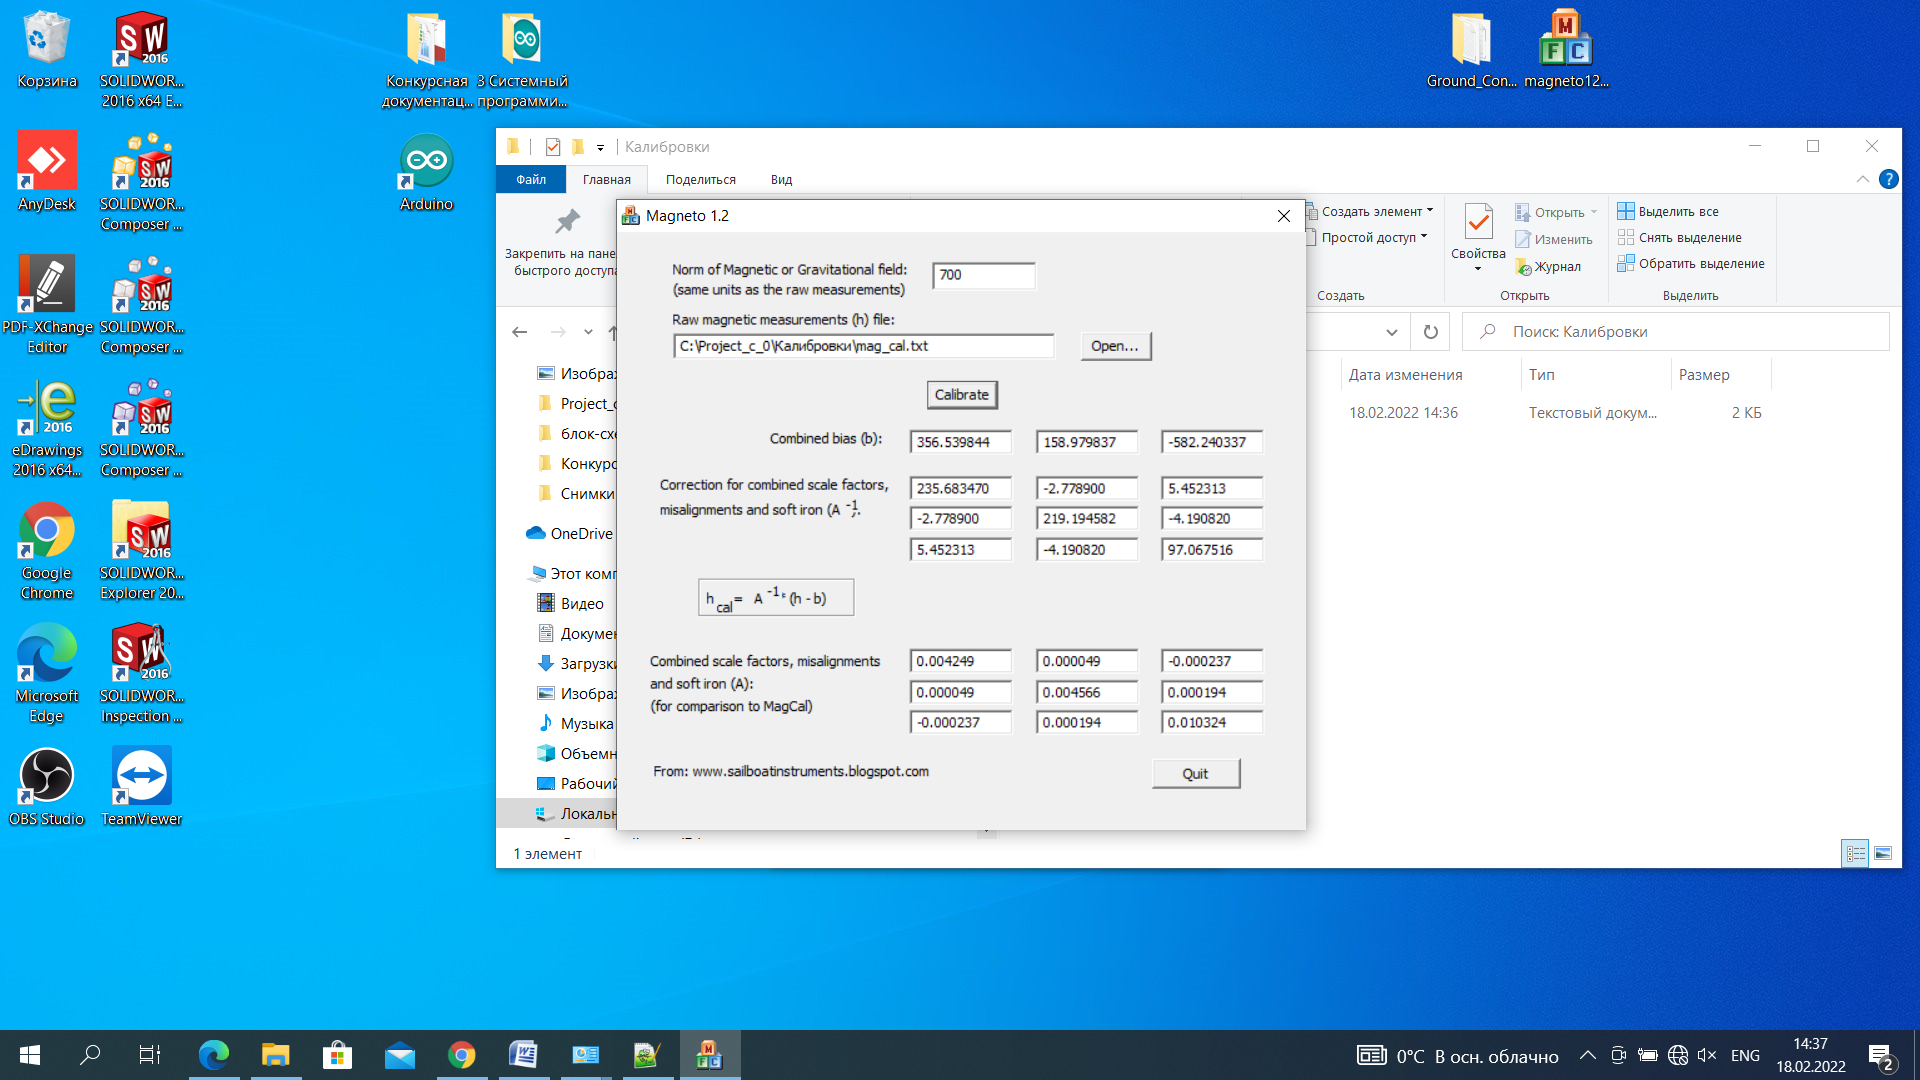 Корзина
SOLIDWOR...
2016 x64 E...
Конкурсная
документац...
3 Системный
программи...
Ground_Con...
magneto12...
AnyDesk
SOLIDWOR...
Composer ...
Arduino
PDF-XChange
Editor
SOLIDWOR...
Composer ...
eDrawings
2016 x64...
SOLIDWOR...
Composer ...
Google
Chrome
SOLIDWOR...
Explorer 20...
Microsoft
Edge
SOLIDWOR...
Inspection ...
OBS Studio
TeamViewer
Калибровки
Файл
Главная
Поделиться
Вид
Закрепить на пане
быстрого доступа
Создать элемент
Простой доступ
Создать
Свойства
Открыть
Изменить
Журнал
Открыть
Выделить все
Снять выделение
Обратить выделение
Выделить
Поиск: Калибровки
Дата изменения
Тип
Размер
18.02.2022 14:36
Текстовый докум...
2 КБ
Изображ
Project_c
блок-схе
Конкурс
Снимки
OneDrive
Этот комп
Видео
Докумен
Загрузки
Изображ
Музыка
Объемн
Рабочий
Локальн
1 элемент
Magneto 1.2
Norm of Magnetic or Gravitational field:
(same units as the raw measurements)
700
Raw magnetic measurements (h) file:
C:\Project_c_0\Калибровки\mag_cal.txt
Open...
Calibrate
Combined bias (b):
356.539844
158.979837
-582.240337
Correction for combined scale factors,
misalignments and soft iron (A -1):
235.683470
-2.778900
5.452313
-2.778900
219.194582
-4.190820
5.452313
-4.190820
97.067516
h cal = A -1 * (h - b)
Combined scale factors, misalignments
and soft iron (A):
(for comparison to MagCal)
0.004249
0.000049
-0.000237
0.000049
0.004566
0.000194
-0.000237
0.000194
0.010324
From: www.sailboatinstruments.blogspot.com
Quit
0°C В осн. облачно
ENG
14:37
18.02.2022
2